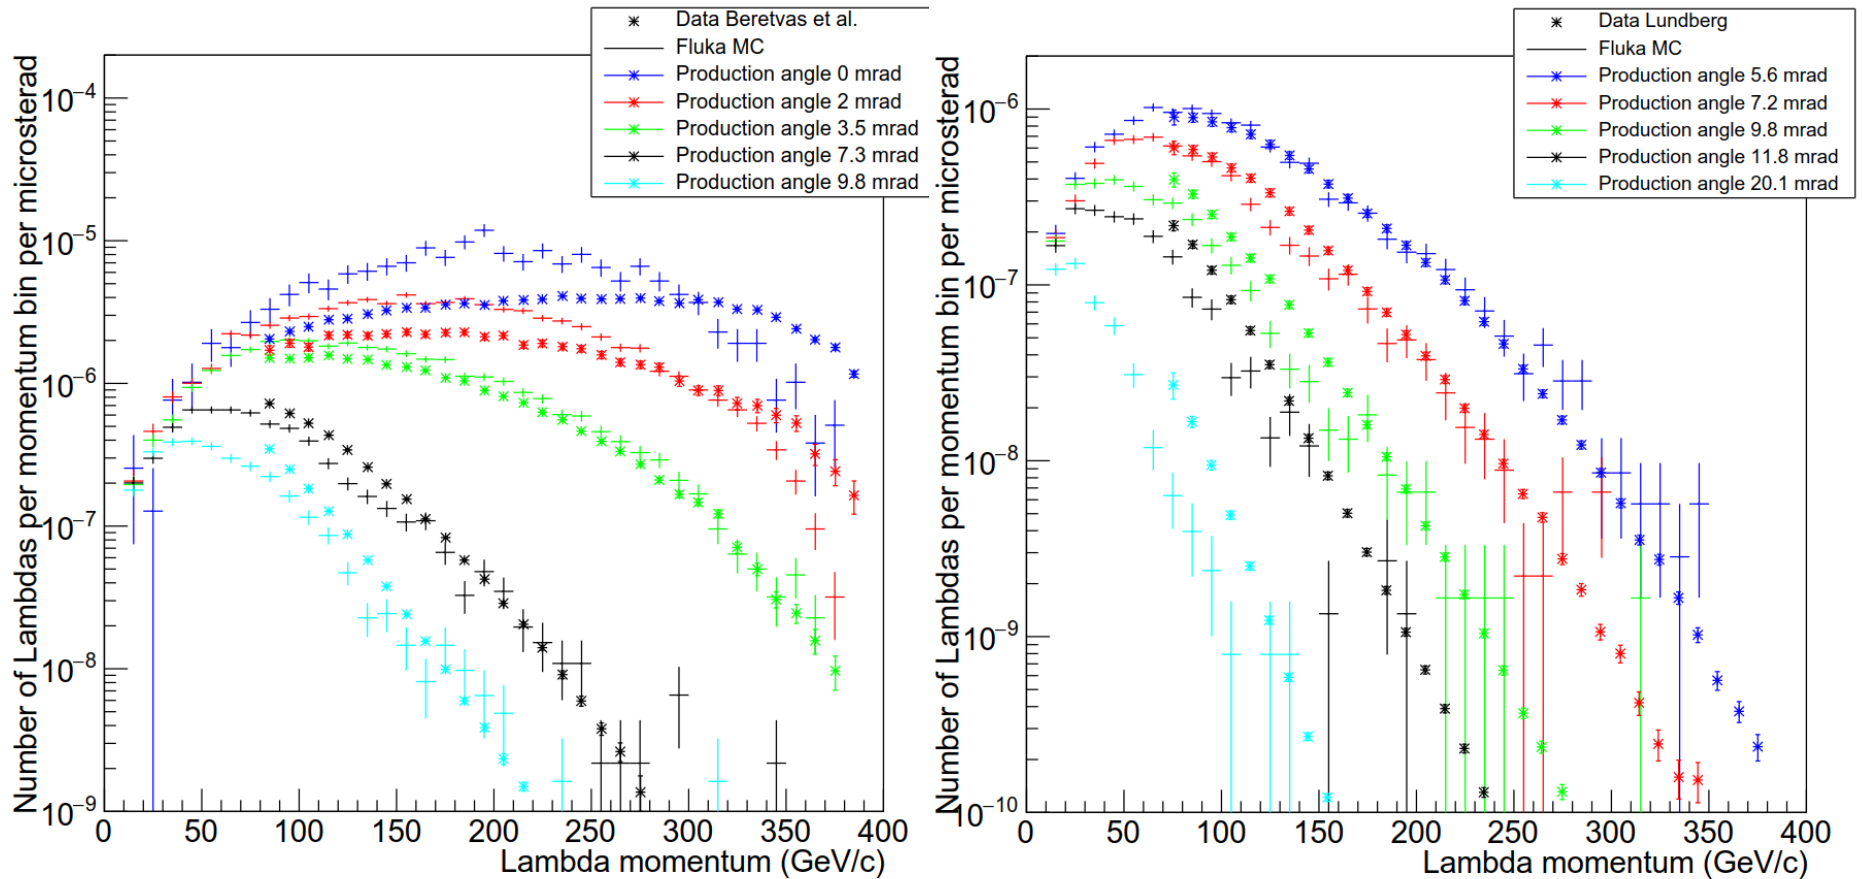 Data Beretvas et al.
Fluka MC
Production angle 0 mrad
Production angle 2 mrad
Production angle 3.5 mrad
Production angle 7.3 mrad
Production angle 9.8 mrad
Number of Lambdas per momentum bin per microsterad
10⁻⁴
10⁻⁵
10⁻⁶
10⁻⁷
10⁻⁸
10⁻⁹
0 50 100 150 200 250 300 350 400
Lambda momentum (GeV/c)
Data Lundberg
Fluka MC
Production angle 5.6 mrad
Production angle 7.2 mrad
Production angle 9.8 mrad
Production angle 11.8 mrad
Production angle 20.1 mrad
Number of Lambdas per momentum bin per microsterad
10⁻⁶
10⁻⁷
10⁻⁸
10⁻⁹
10⁻¹⁰
0 50 100 150 200 250 300 350 400
Lambda momentum (GeV/c)